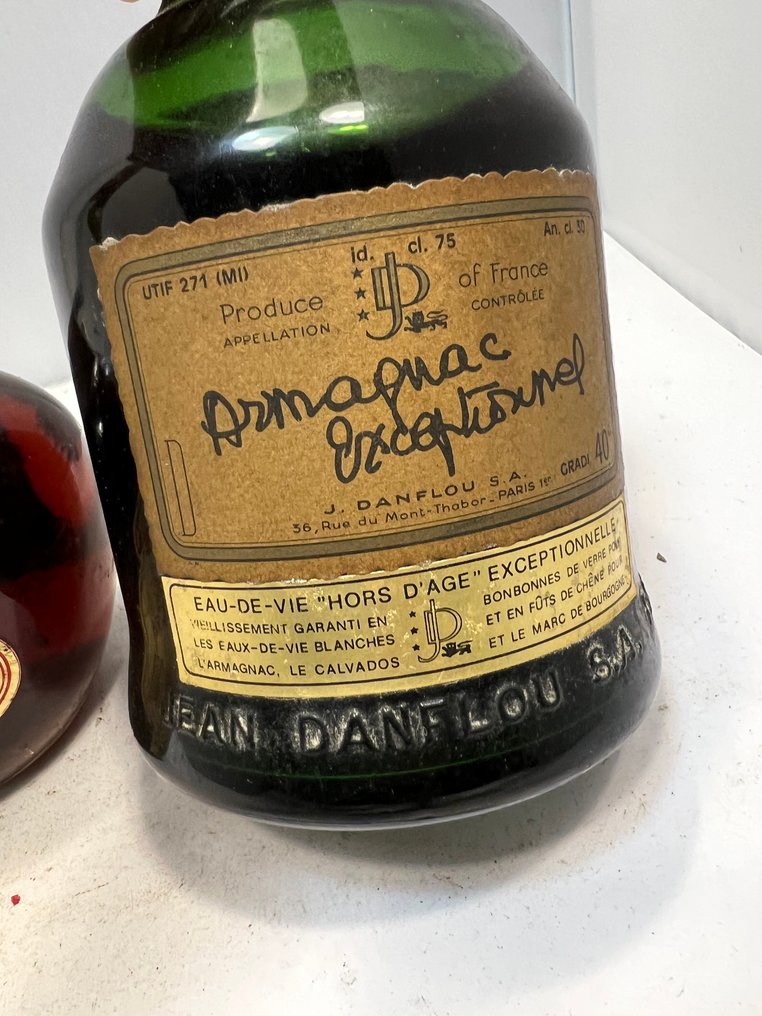 UTIF 271 (MI) id. cl. 75 An. cl. 50
Produce of France
APPELLATION CONTRÔLÉE
Armagnac
Exceptionnel
J. DANFLOU S.A. GRADI 40°
36, Rue du Mont-Thabor - PARIS 1er
EAU-DE-VIE "HORS D'AGE" EXCEPTIONNELLE
VIEILLISSEMENT GARANTI EN BONBONNES DE VERRE POUR
LES EAUX-DE-VIE BLANCHES ET EN FÛTS DE CHÊNE POUR
L'ARMAGNAC, LE CALVADOS ET LE MARC DE BOURGOGNE
JEAN DANFLOU S.A.